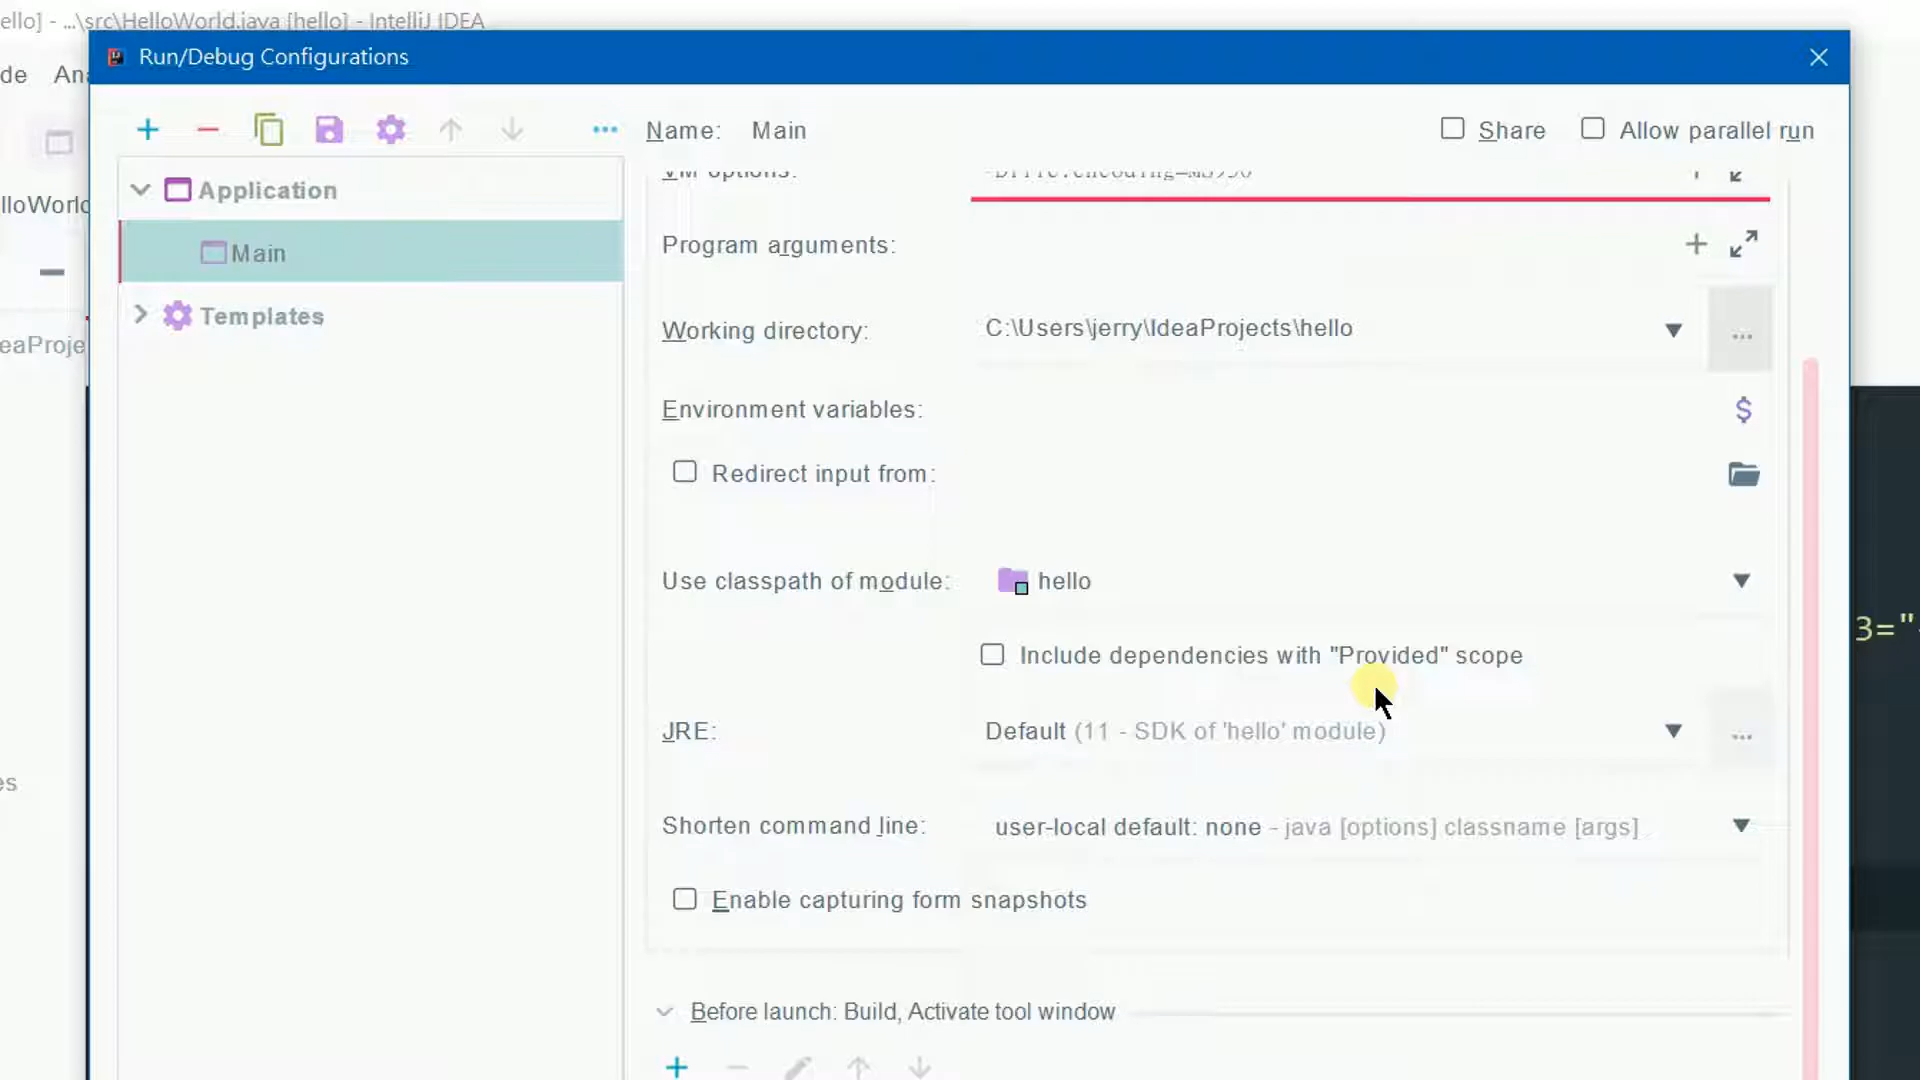 ello] - ...\src\HelloWorld.java [hello] - IntelliJ IDEA
Run/Debug Configurations
de An
Name: Main
Share
Allow parallel run
Application
VM options:
lloWorld
Program arguments:
Main
Templates
Working directory: C:\Users\jerry\IdeaProjects\hello ...
eaProje
Environment variables: $
Redirect input from:
Use classpath of module: hello
3="
Include dependencies with "Provided" scope
JRE: Default (11 - SDK of 'hello' module) ...
es
Shorten command line: user-local default: none - java [options] classname [args]
Enable capturing form snapshots
Before launch: Build, Activate tool window